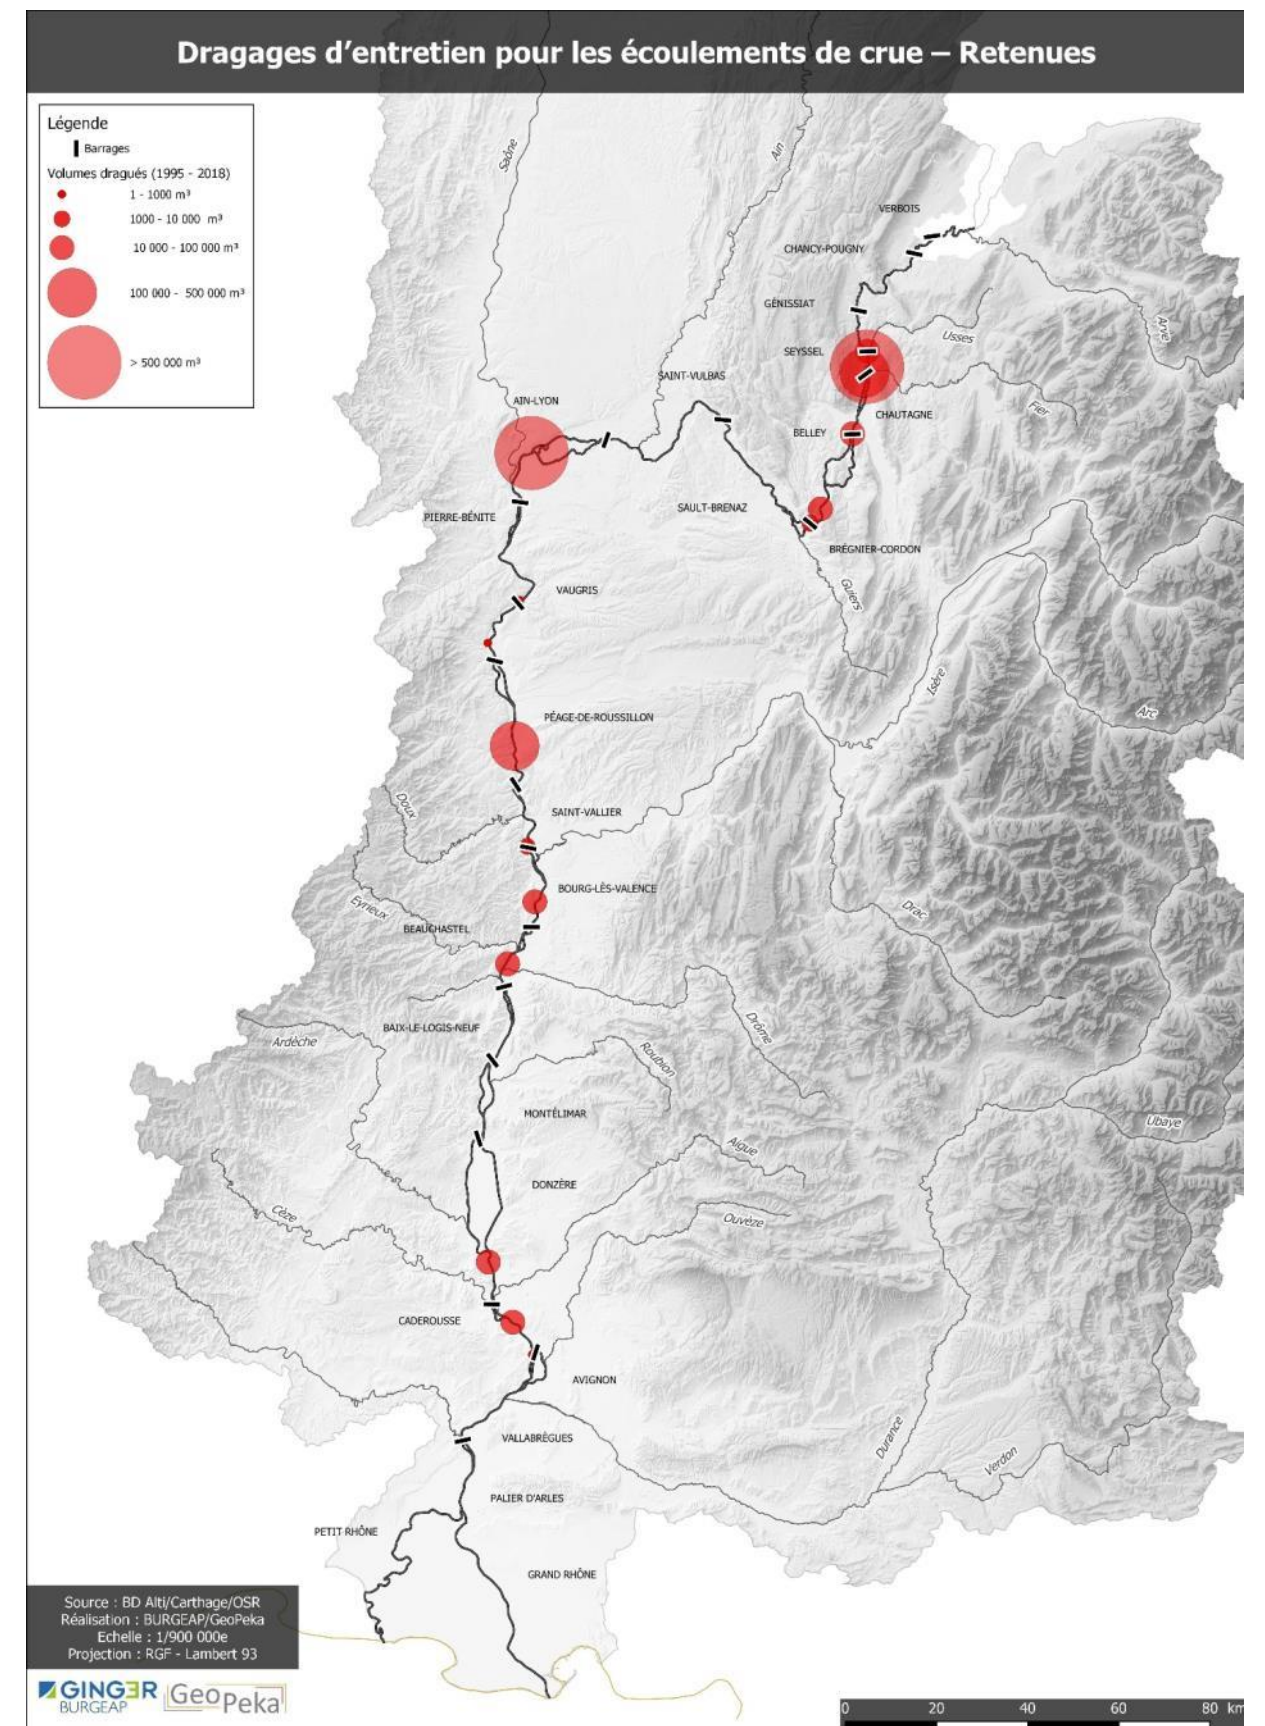 Dragages d'entretien pour les écoulements de crue – Retenues
Légende
Barrages
Volumes dragués (1995 - 2018)
1 - 1000 m³
1000 - 10 000 m³
10 000 - 100 000 m³
100 000 - 500 000 m³
> 500 000 m³
Saône
Ain
VERBOIS
CHANCY-POUGNY
GÉNISSIAT
Usses
Arve
SEYSSEL
SAINT-VULBAS
AIN-LYON
Fier
CHAUTAGNE
BELLEY
SAULT-BRENAZ
PIERRE-BÉNITE
BRÉGNIER-CORDON
VAUGRIS
Guiers
Isère
Arc
PÉAGE-DE-ROUSSILLON
Doux
SAINT-VALLIER
BOURG-LÈS-VALENCE
Eyrieux
Drac
BEAUCHASTEL
BAIX-LE-LOGIS-NEUF
Drôme
Ardèche
Roubion
MONTÉLIMAR
Ubaye
Aigue
DONZÈRE
Cèze
Ouvèze
CADEROUSSE
AVIGNON
Durance
VALLABRÈGUES
Verdon
PALIER D'ARLES
PETIT RHÔNE
GRAND RHÔNE
Source : BD Alti/Carthage/OSR
Réalisation : BURGEAP/GeoPeka
Echelle : 1/900 000e
Projection : RGF - Lambert 93
GINGER
BURGEAP
GeoPeka
0 20 40 60 80 km